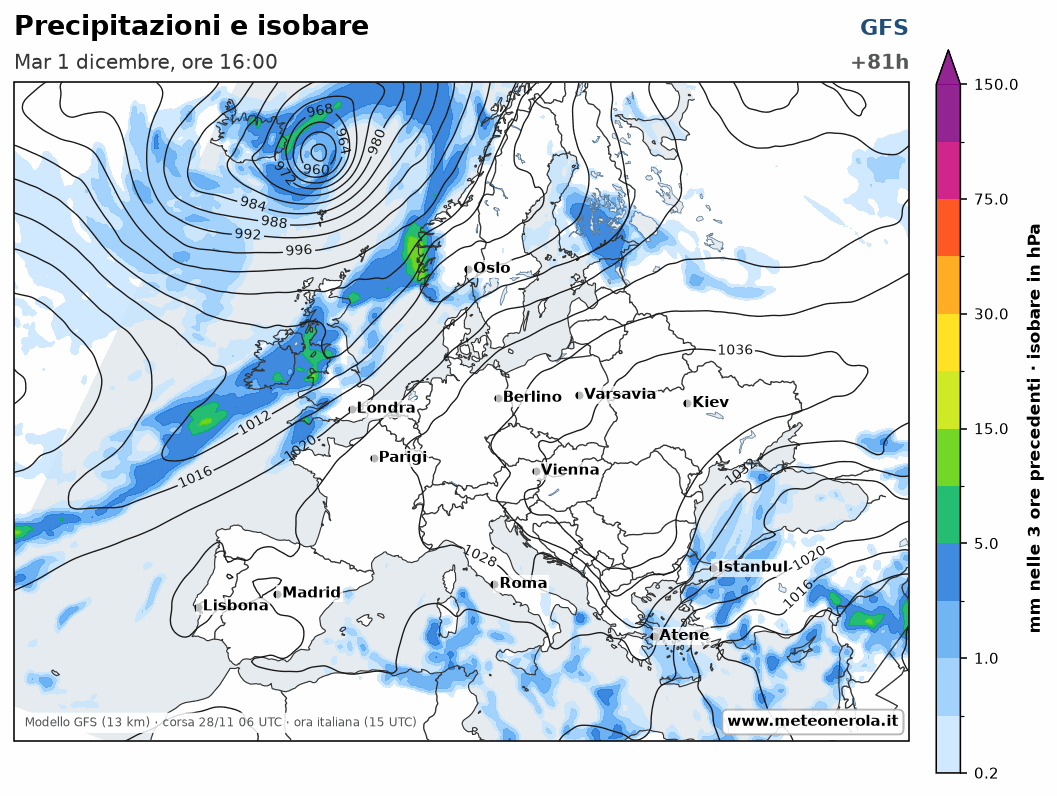 Precipitazioni e isobare
GFS
Mar 1 dicembre, ore 16:00
+81h
968
964
980
960
972
984
988
992
996
Oslo
1036
1012
1020
1016
Londra
Berlino
Varsavia
Kiev
Parigi
Vienna
1032
1028
1020
1016
Istanbul
Roma
Madrid
Lisbona
Atene
Modello GFS (13 km) · corsa 28/11 06 UTC · ora italiana (15 UTC)
www.meteonerola.it
150.0
75.0
30.0
15.0
5.0
1.0
0.2
mm nelle 3 ore precedenti · isobare in hPa